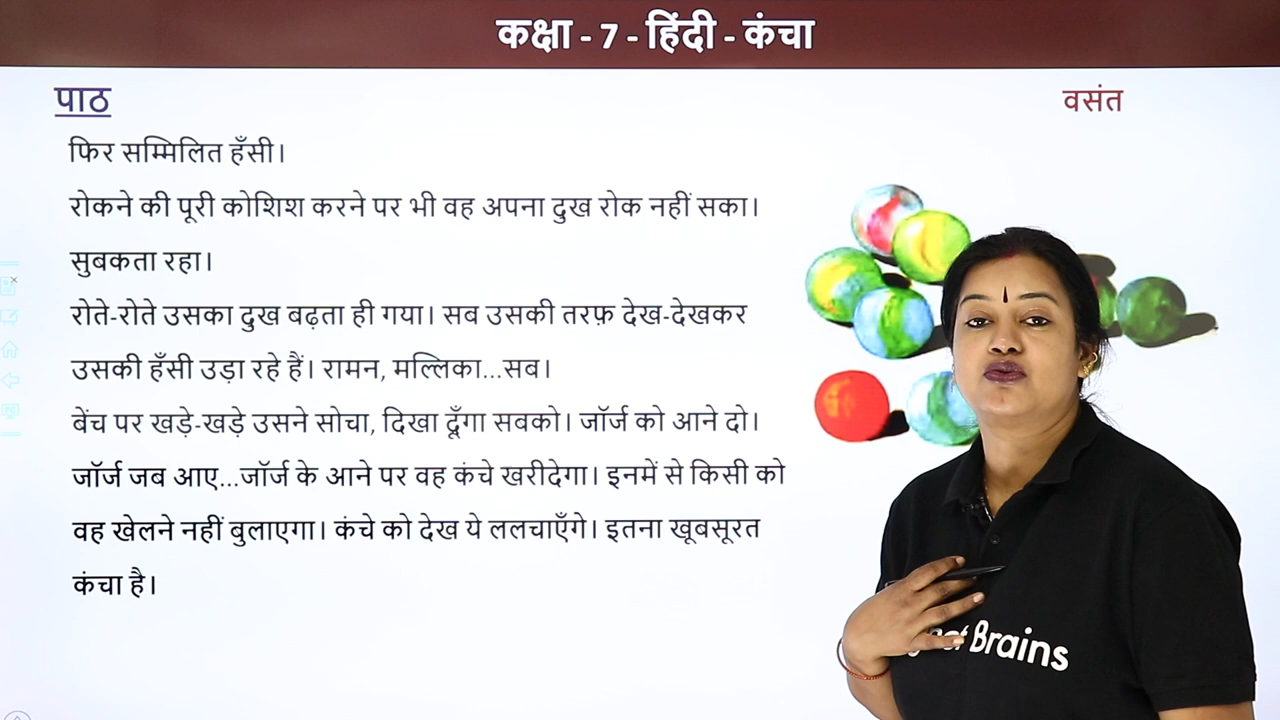 कक्षा - 7 - हिंदी - कंचा
पाठ
वसंत
फिर सम्मिलित हँसी।
रोकने की पूरी कोशिश करने पर भी वह अपना दुख रोक नहीं सका।
सुबकता रहा।
रोते-रोते उसका दुख बढ़ता ही गया। सब उसकी तरफ़ देख-देखकर
उसकी हँसी उड़ा रहे हैं। रामन, मल्लिका...सब।
बेंच पर खड़े-खड़े उसने सोचा, दिखा दूँगा सबको। जॉर्ज को आने दो।
जॉर्ज जब आए...जॉर्ज के आने पर वह कंचे खरीदेगा। इनमें से किसी को
वह खेलने नहीं बुलाएगा। कंचे को देख ये ललचाएँगे। इतना खूबसूरत
कंचा है।
Brains